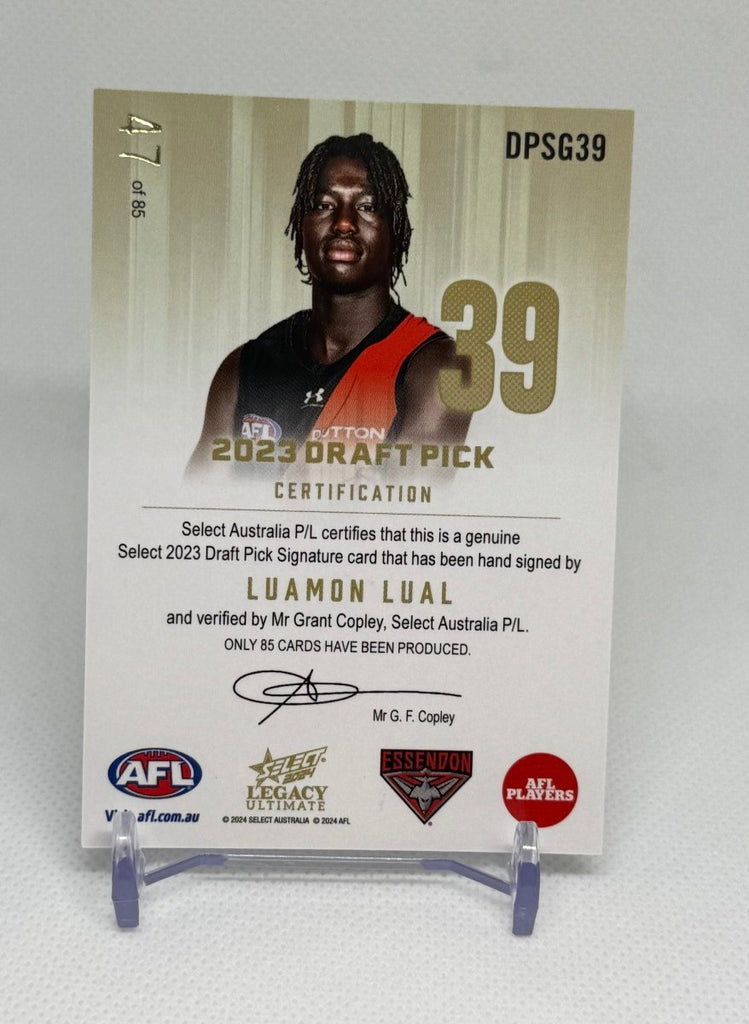 47 of 85
DPSG39
39
AFL
DUTTON
2023 DRAFT PICK
CERTIFICATION
Select Australia P/L certifies that this is a genuine
Select 2023 Draft Pick Signature card that has been hand signed by
LUAMON LUAL
and verified by Mr Grant Copley, Select Australia P/L.
ONLY 85 CARDS HAVE BEEN PRODUCED.
Mr G. F. Copley
AFL
afl.com.au
SELECT
2024
LEGACY
ULTIMATE
© 2024 SELECT AUSTRALIA © 2024 AFL
ESSENDON
AFL
PLAYERS